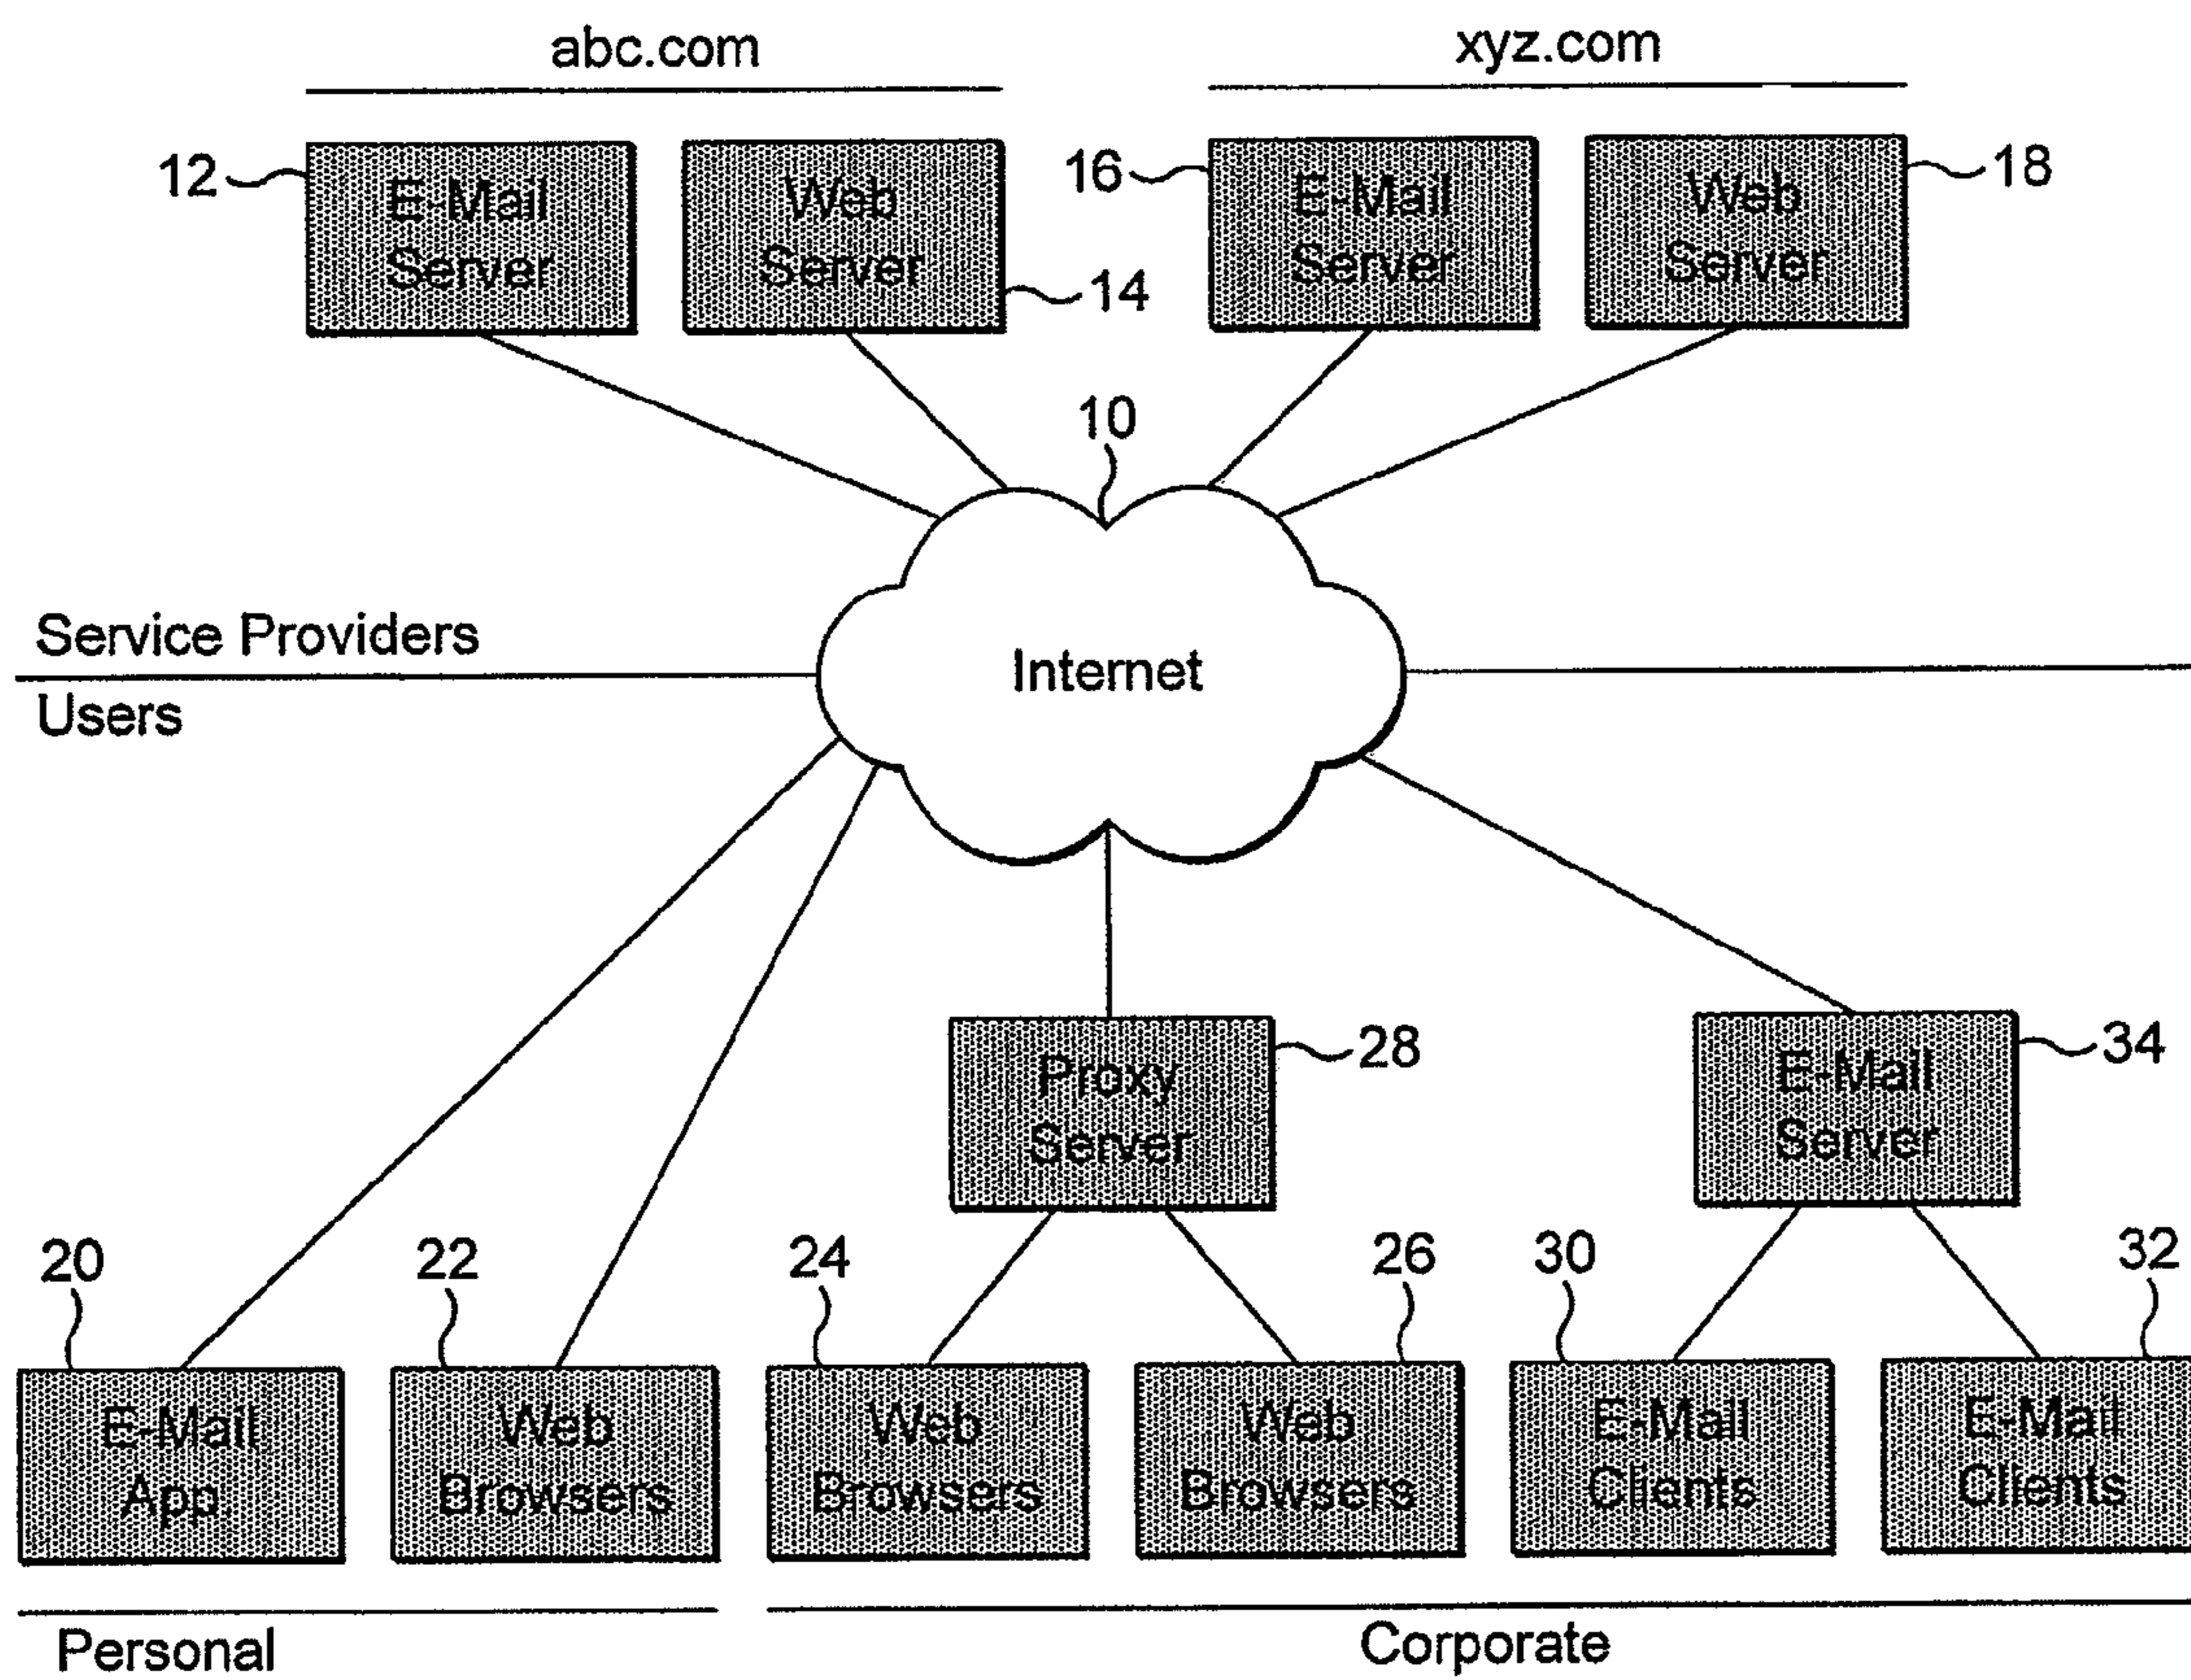 abc.com
xyz.com
12
E-Mail
Server
Web
Server
14
16
E-Mail
Server
Web
Server
18
10
Service Providers
Internet
Users
Proxy
Server
28
E-Mail
Server
34
20
22
24
26
30
32
E-Mail
App.
Web
Browsers
Web
Browsers
Web
Browsers
E-Mail
Clients
E-Mail
Clients
Personal
Corporate